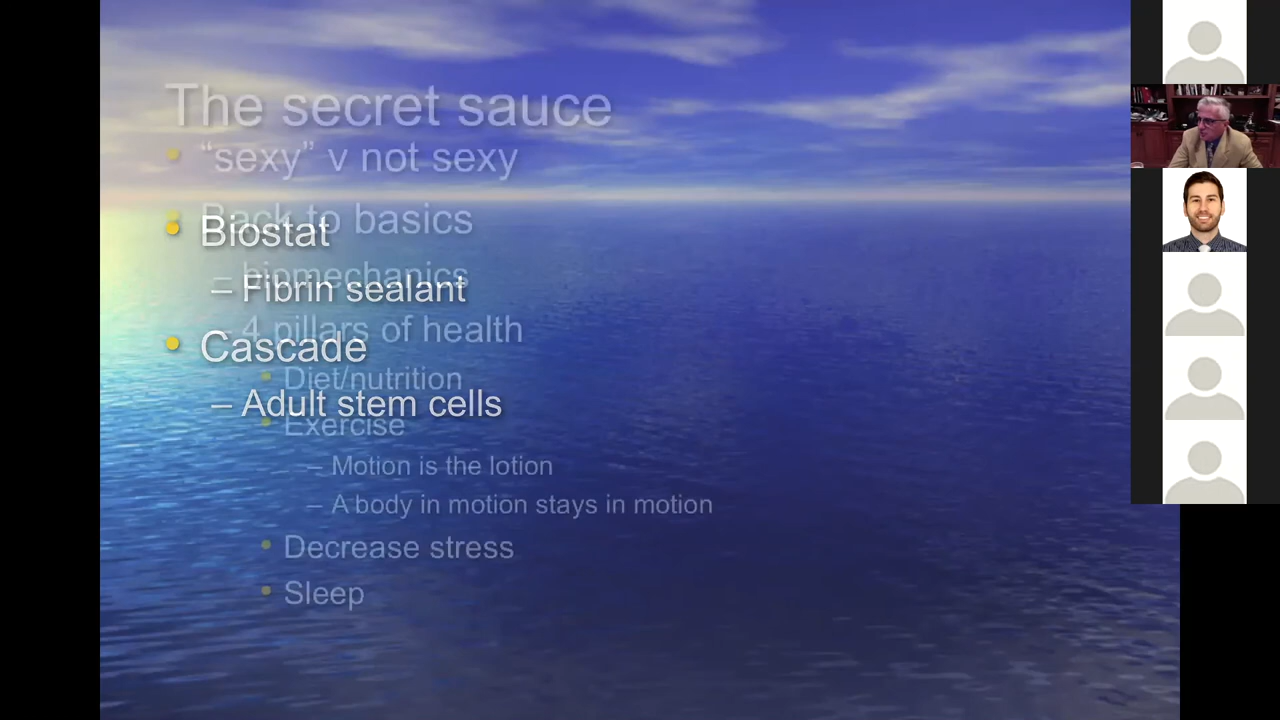 The secret sauce
• “sexy” v not sexy
• Back to basics
• Biostat
– biomechanics
– Fibrin sealant
– 4 pillars of health
• Cascade
• Diet/nutrition
– Adult stem cells
• Exercise
– Motion is the lotion
– A body in motion stays in motion
• Decrease stress
• Sleep